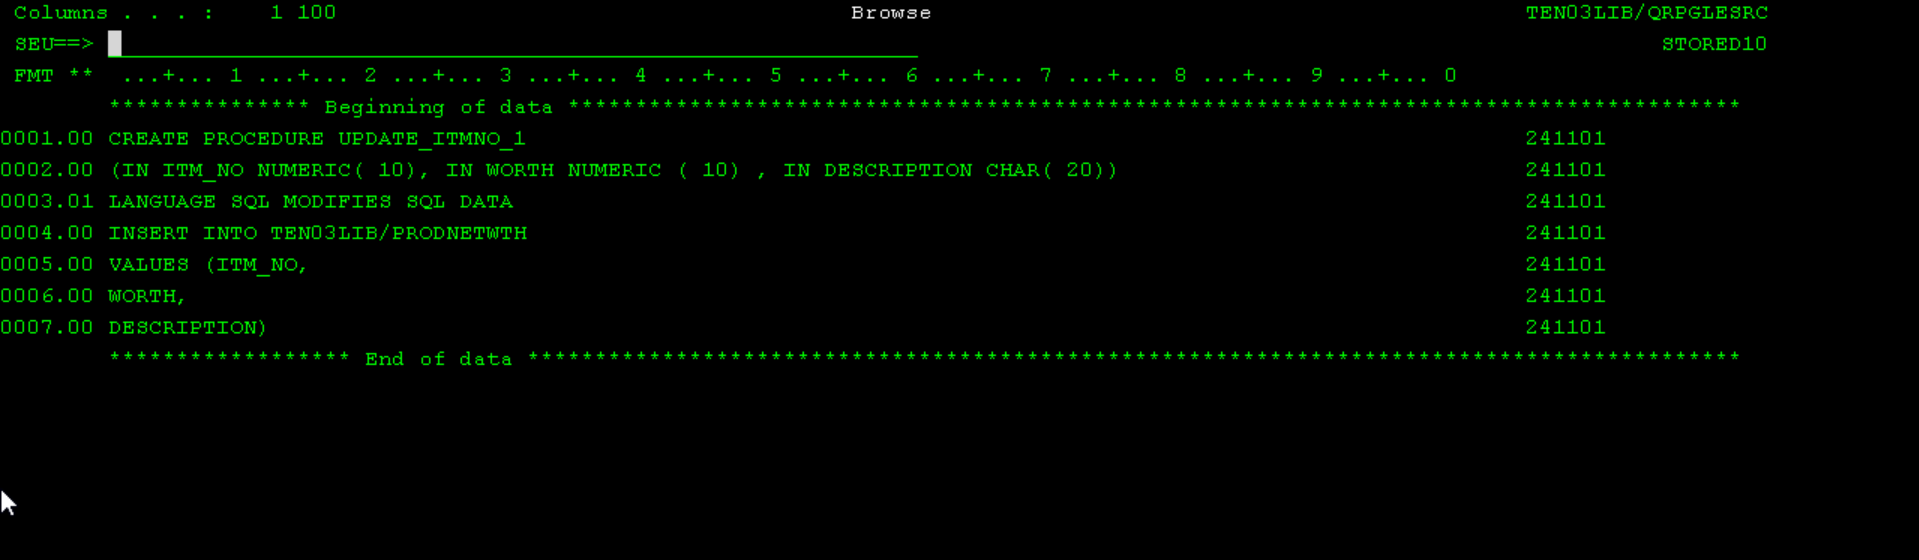 Columns . . . :    1 100                    Browse                    TEN03LIB/QRPGLESRC
SEU==>                    STORED10
FMT **  ...+... 1 ...+... 2 ...+... 3 ...+... 4 ...+... 5 ...+... 6 ...+... 7 ...+... 8 ...+... 9 ...+... 0
*************** Beginning of data ***************************************************************************************
0001.00 CREATE PROCEDURE UPDATE_ITMNO_1                    241101
0002.00 (IN ITM_NO NUMERIC( 10), IN WORTH NUMERIC ( 10) , IN DESCRIPTION CHAR( 20))                    241101
0003.01 LANGUAGE SQL MODIFIES SQL DATA                    241101
0004.00 INSERT INTO TEN03LIB/PRODNETWTH                    241101
0005.00 VALUES (ITM_NO,                    241101
0006.00 WORTH,                    241101
0007.00 DESCRIPTION)                    241101
****************** End of data ******************************************************************************************